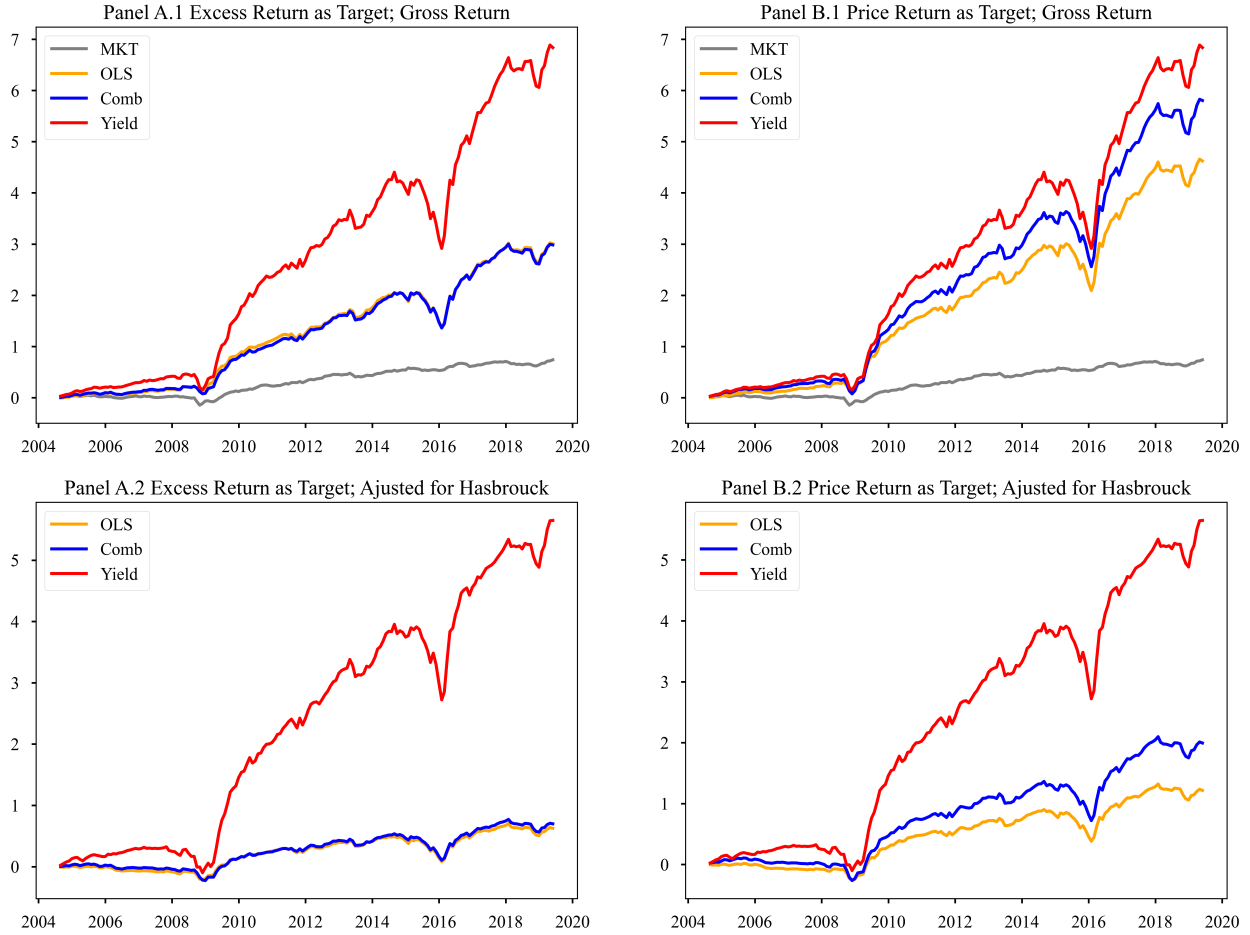 Panel A.1 Excess Return as Target; Gross Return
7
6
5
4
3
2
1
0
MKT
OLS
Comb
Yield
2004 2006 2008 2010 2012 2014 2016 2018 2020
Panel B.1 Price Return as Target; Gross Return
7
6
5
4
3
2
1
0
MKT
OLS
Comb
Yield
2004 2006 2008 2010 2012 2014 2016 2018 2020
Panel A.2 Excess Return as Target; Ajusted for Hasbrouck
5
4
3
2
1
0
OLS
Comb
Yield
2004 2006 2008 2010 2012 2014 2016 2018 2020
Panel B.2 Price Return as Target; Ajusted for Hasbrouck
5
4
3
2
1
0
OLS
Comb
Yield
2004 2006 2008 2010 2012 2014 2016 2018 2020